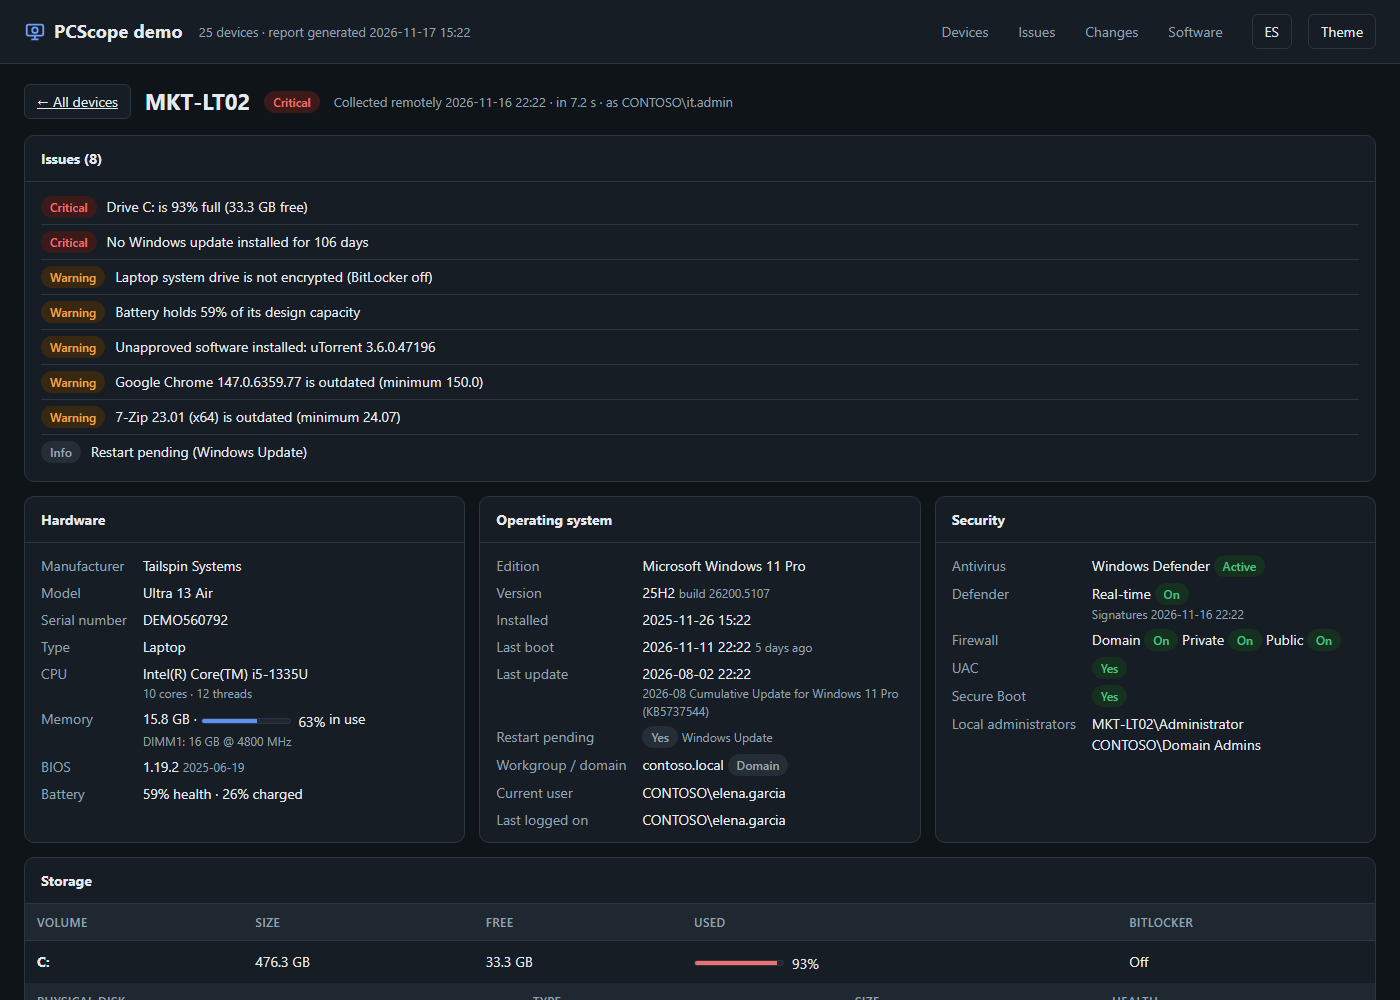 PCScope demo
25 devices · report generated 2026-11-17 15:22
Devices Issues Changes Software ES Theme
← All devices MKT-LT02 Critical Collected remotely 2026-11-16 22:22 · in 7.2 s · as CONTOSO\it.admin
Issues (8)
Critical Drive C: is 93% full (33.3 GB free)
Critical No Windows update installed for 106 days
Warning Laptop system drive is not encrypted (BitLocker off)
Warning Battery holds 59% of its design capacity
Warning Unapproved software installed: uTorrent 3.6.0.47196
Warning Google Chrome 147.0.6359.77 is outdated (minimum 150.0)
Warning 7-Zip 23.01 (x64) is outdated (minimum 24.07)
Info Restart pending (Windows Update)
Hardware
Manufacturer Tailspin Systems
Model Ultra 13 Air
Serial number DEMO560792
Type Laptop
CPU Intel(R) Core(TM) i5-1335U
10 cores · 12 threads
Memory 15.8 GB · 63% in use
DIMM1: 16 GB @ 4800 MHz
BIOS 1.19.2 2025-06-19
Battery 59% health · 26% charged
Operating system
Edition Microsoft Windows 11 Pro
Version 25H2 build 26200.5107
Installed 2025-11-26 15:22
Last boot 2026-11-11 22:22 5 days ago
Last update 2026-08-02 22:22
2026-08 Cumulative Update for Windows 11 Pro
(KB5737544)
Restart pending Yes Windows Update
Workgroup / domain contoso.local Domain
Current user CONTOSO\elena.garcia
Last logged on CONTOSO\elena.garcia
Security
Antivirus Windows Defender Active
Defender Real-time On
Signatures 2026-11-16 22:22
Firewall Domain On Private On Public On
UAC Yes
Secure Boot Yes
Local administrators MKT-LT02\Administrator
CONTOSO\Domain Admins
Storage
VOLUME SIZE FREE USED BITLOCKER
C: 476.3 GB 33.3 GB 93% Off
PHYSICAL DISK TYPE SIZE HEALTH